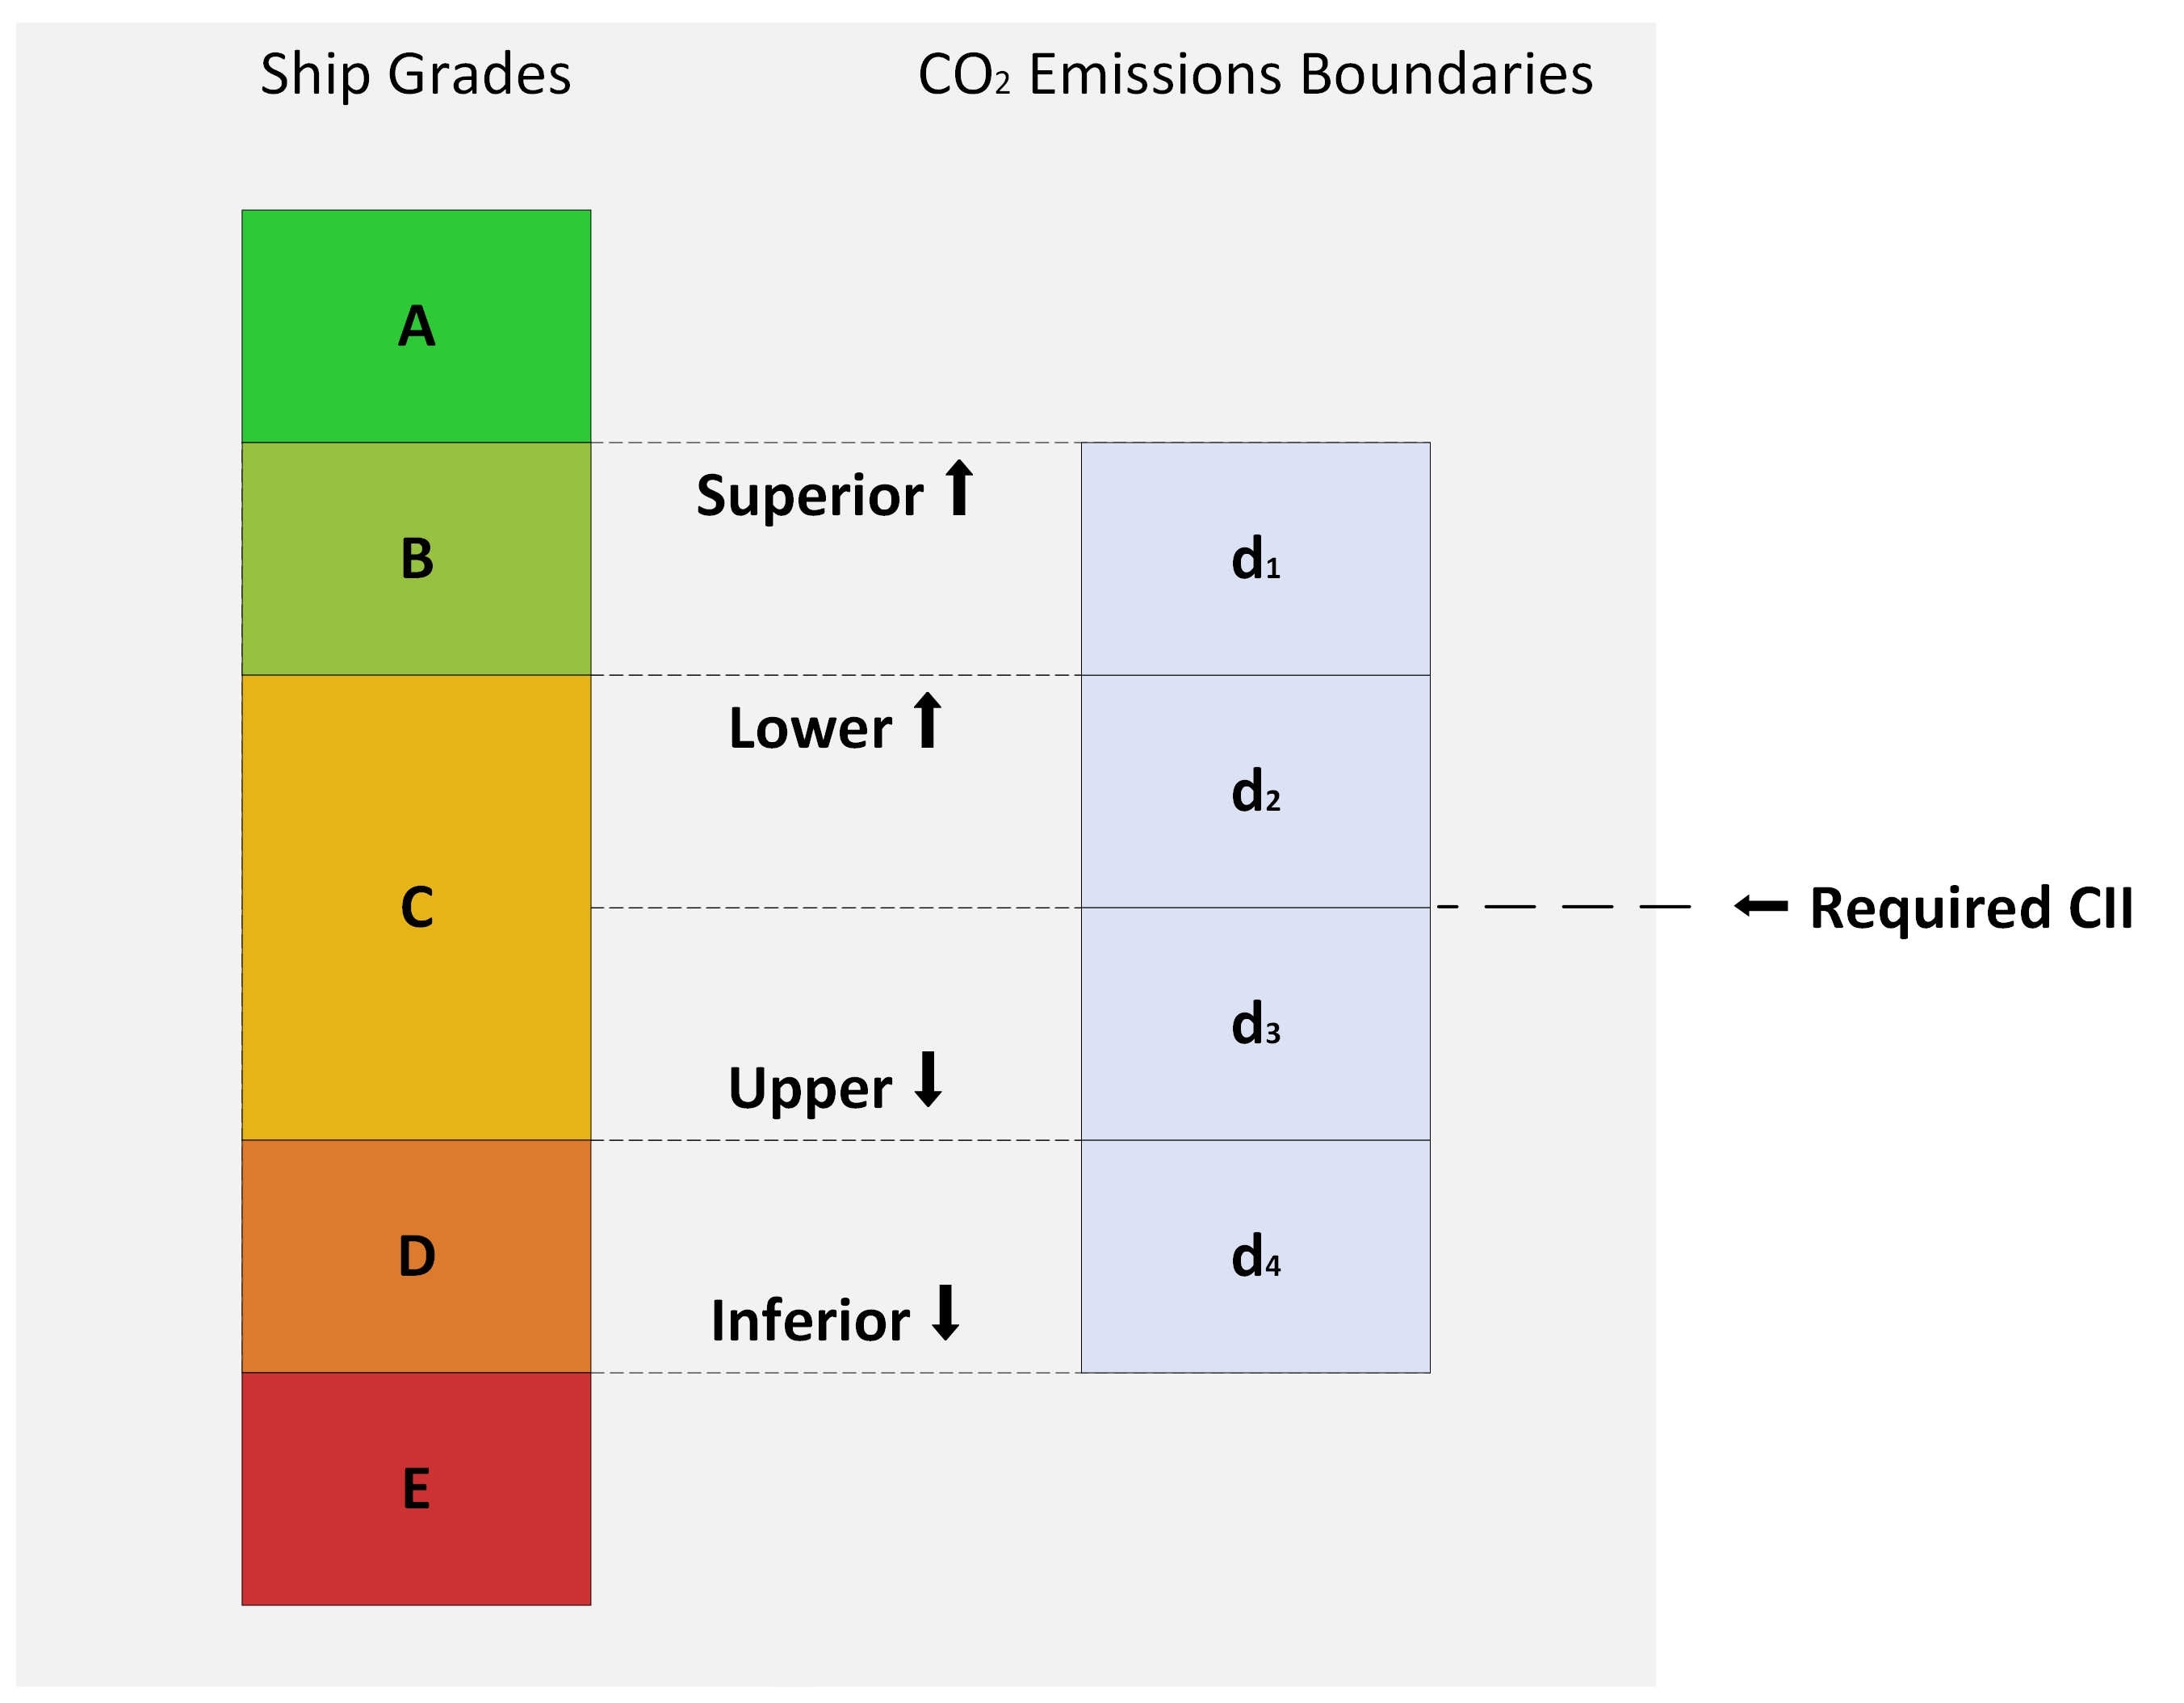 Ship Grades
CO₂ Emissions Boundaries
A
Superior
B
d₁
Lower
d₂
C
Required CII
d₃
Upper
D
d₄
Inferior
E